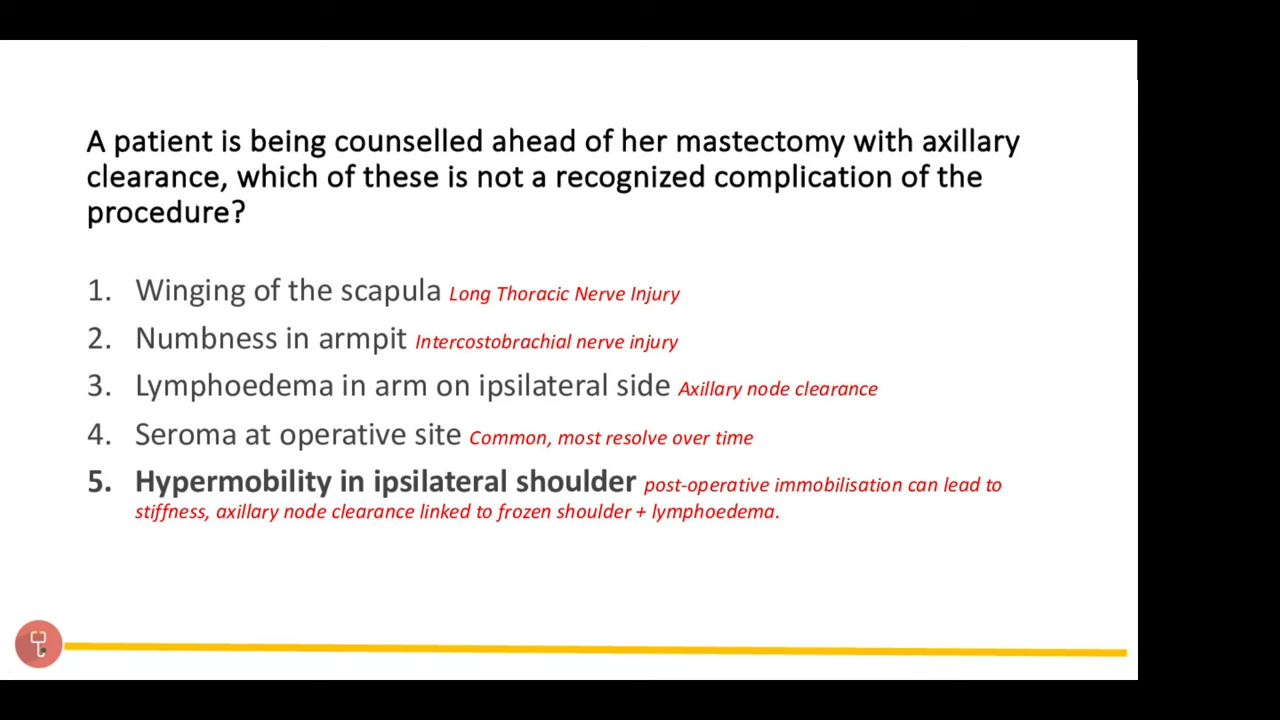 A patient is being counselled ahead of her mastectomy with axillary
clearance, which of these is not a recognized complication of the
procedure?
1. Winging of the scapula Long Thoracic Nerve Injury
2. Numbness in armpit Intercostobrachial nerve injury
3. Lymphoedema in arm on ipsilateral side Axillary node clearance
4. Seroma at operative site Common, most resolve over time
5. Hypermobility in ipsilateral shoulder post-operative immobilisation can lead to
stiffness, axillary node clearance linked to frozen shoulder + lymphoedema.